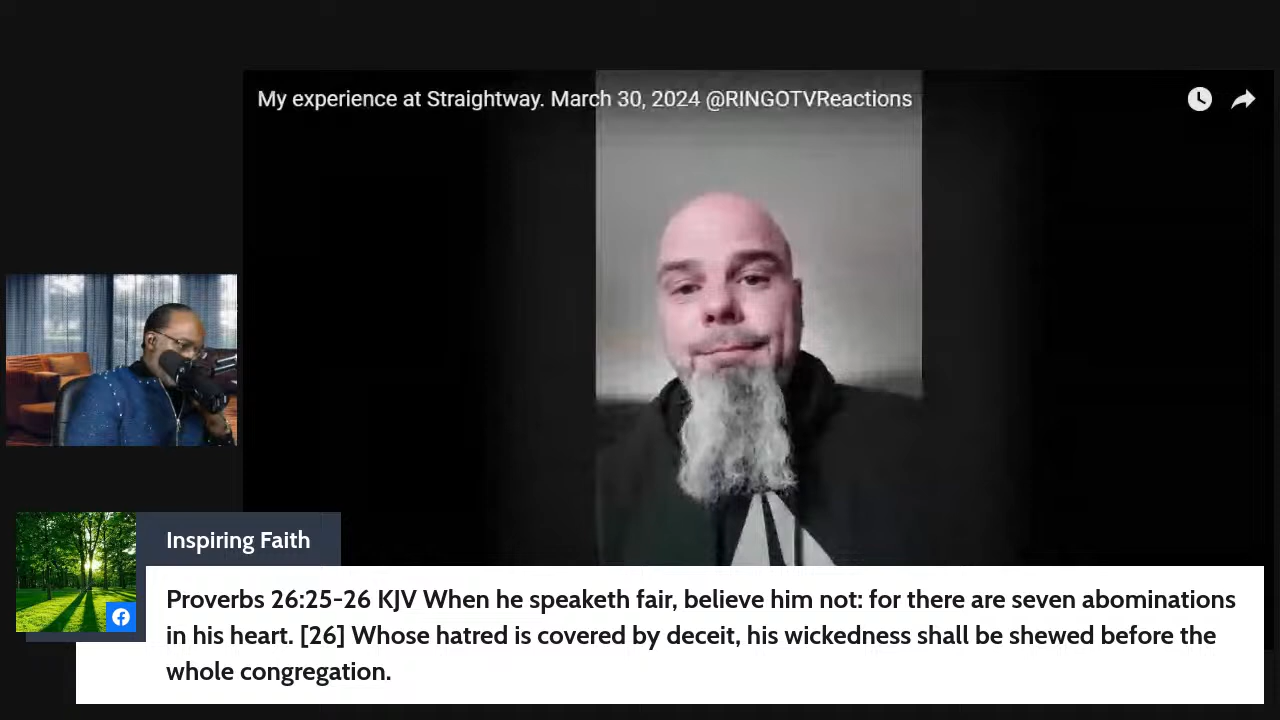 My experience at Straightway. March 30, 2024 @RINGOTVReactions
Inspiring Faith
Proverbs 26:25-26 KJV When he speaketh fair, believe him not: for there are seven abominations
in his heart. [26] Whose hatred is covered by deceit, his wickedness shall be shewed before the
whole congregation.